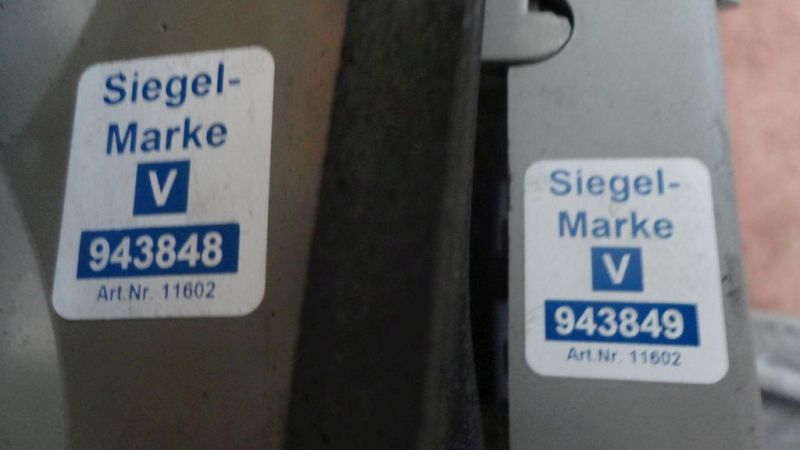 Siegel-
Marke
V
943848
Art.Nr. 11602
Siegel-
Marke
V
943849
Art.Nr. 11602